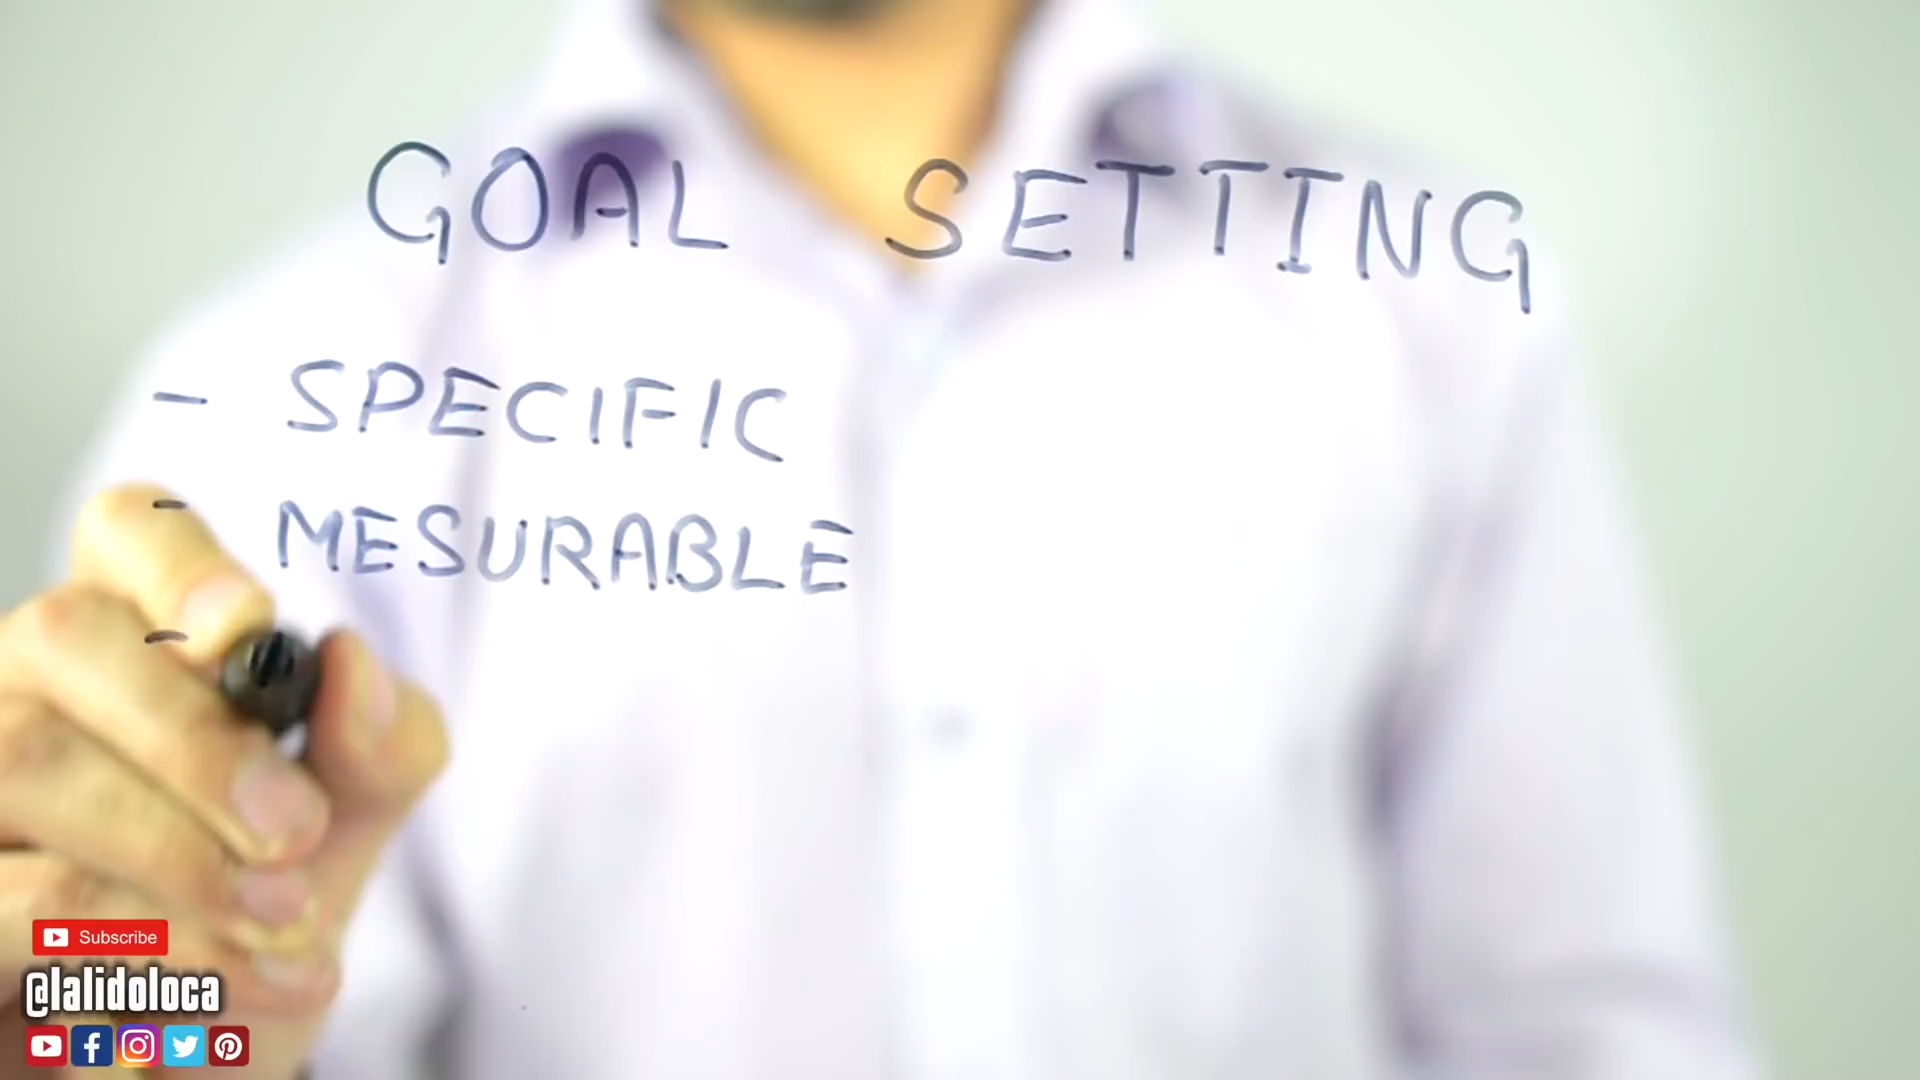 GOAL SETTING
- SPECIFIC
- MESURABLE
-
Subscribe
@lalidoloca